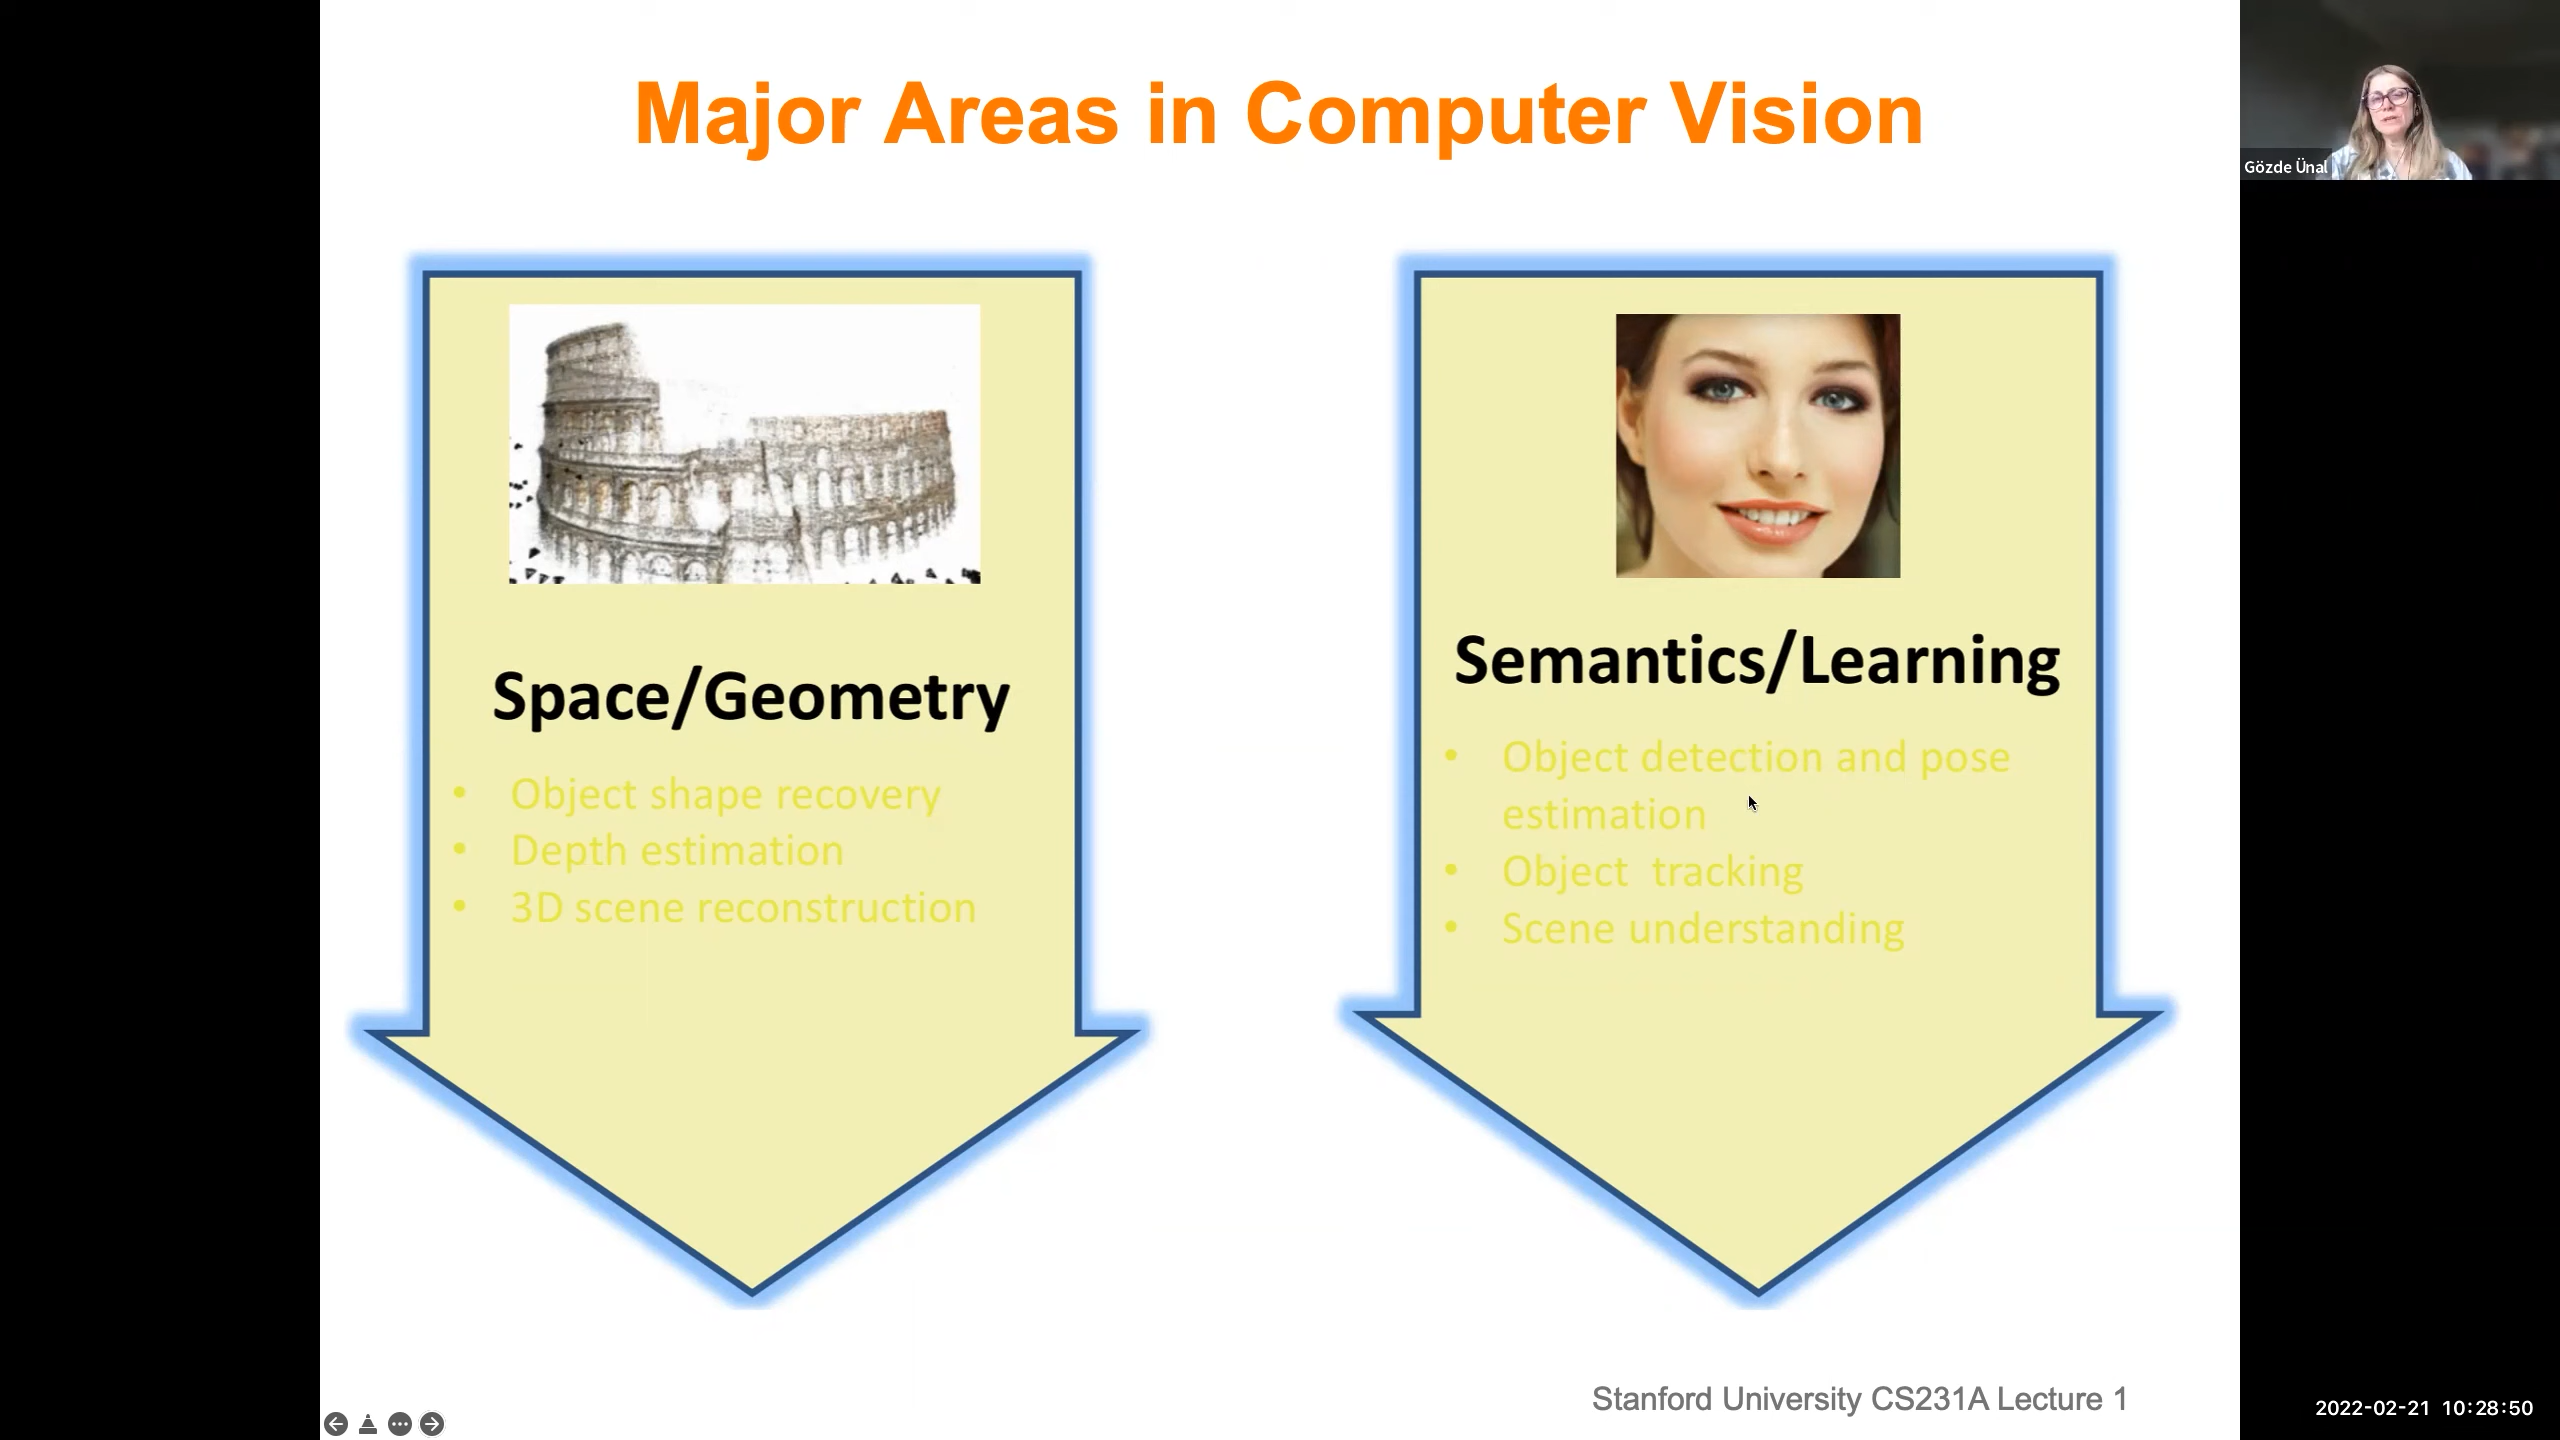 Major Areas in Computer Vision
Gözde Ünal
Space/Geometry
• Object shape recovery
• Depth estimation
• 3D scene reconstruction
Semantics/Learning
• Object detection and pose
estimation
• Object  tracking
• Scene understanding
Stanford University CS231A Lecture 1
2022-02-21 10:28:50